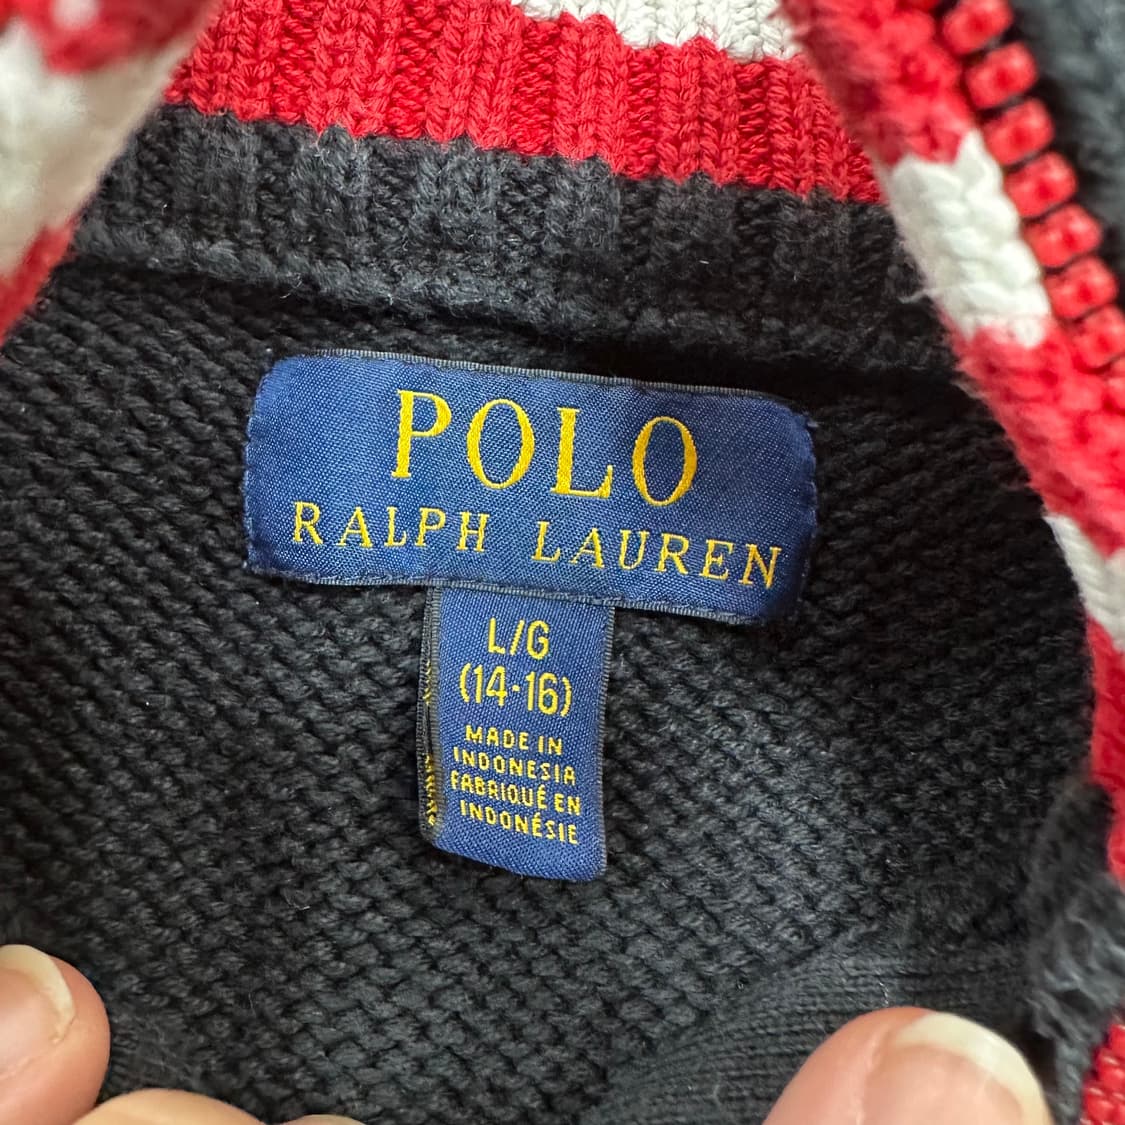 POLO
RALPH LAUREN
L/G
(14-16)
MADE IN
INDONESIA
FABRIQUÉ EN
INDONÉSIE